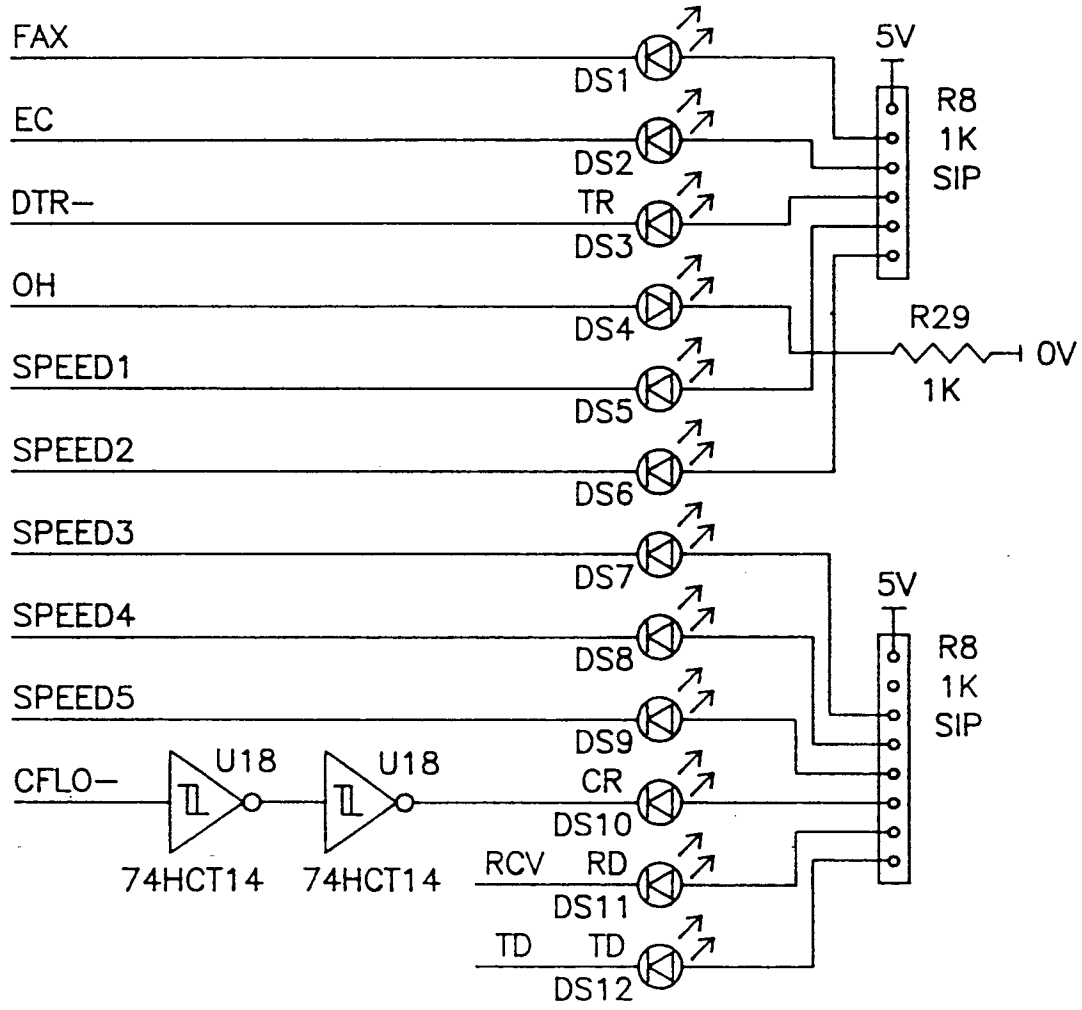 FAX
DS1
5V
R8
1K
SIP
EC
DS2
DTR-
TR
DS3
OH
DS4
R29
1K
0V
SPEED1
DS5
SPEED2
DS6
SPEED3
DS7
5V
R8
1K
SIP
SPEED4
DS8
SPEED5
DS9
CFLO-
U18
U18
CR
DS10
74HCT14
74HCT14
RCV
RD
DS11
TD
TD
DS12